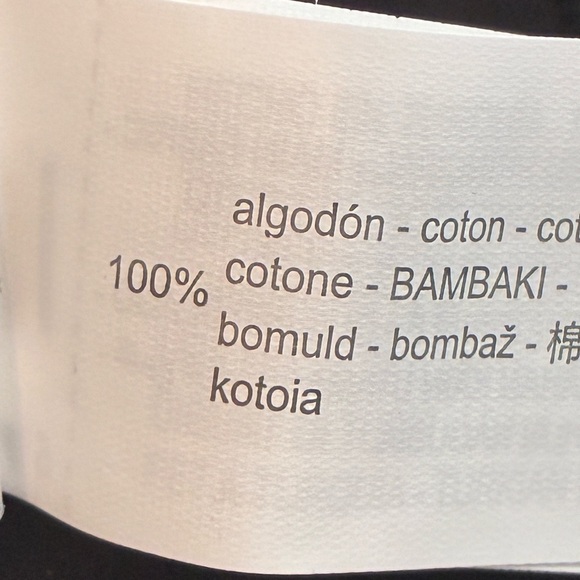 algodón - coton - cot
100% cotone - BAMBAKI -
bomuld - bombaž - 棉
kotoia